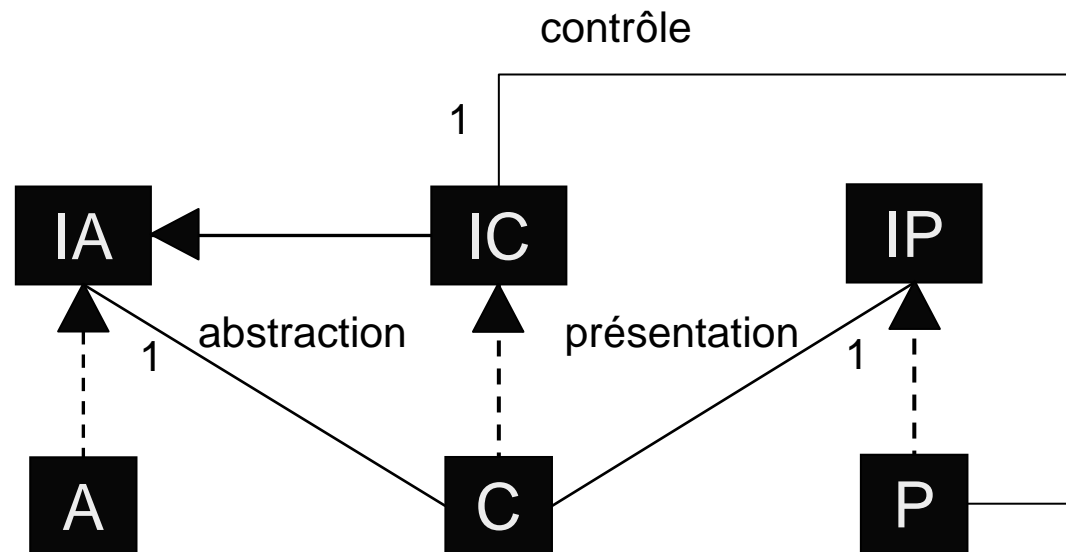 contrôle
1
IA
IC
IP
abstraction
présentation
1
1
A
C
P